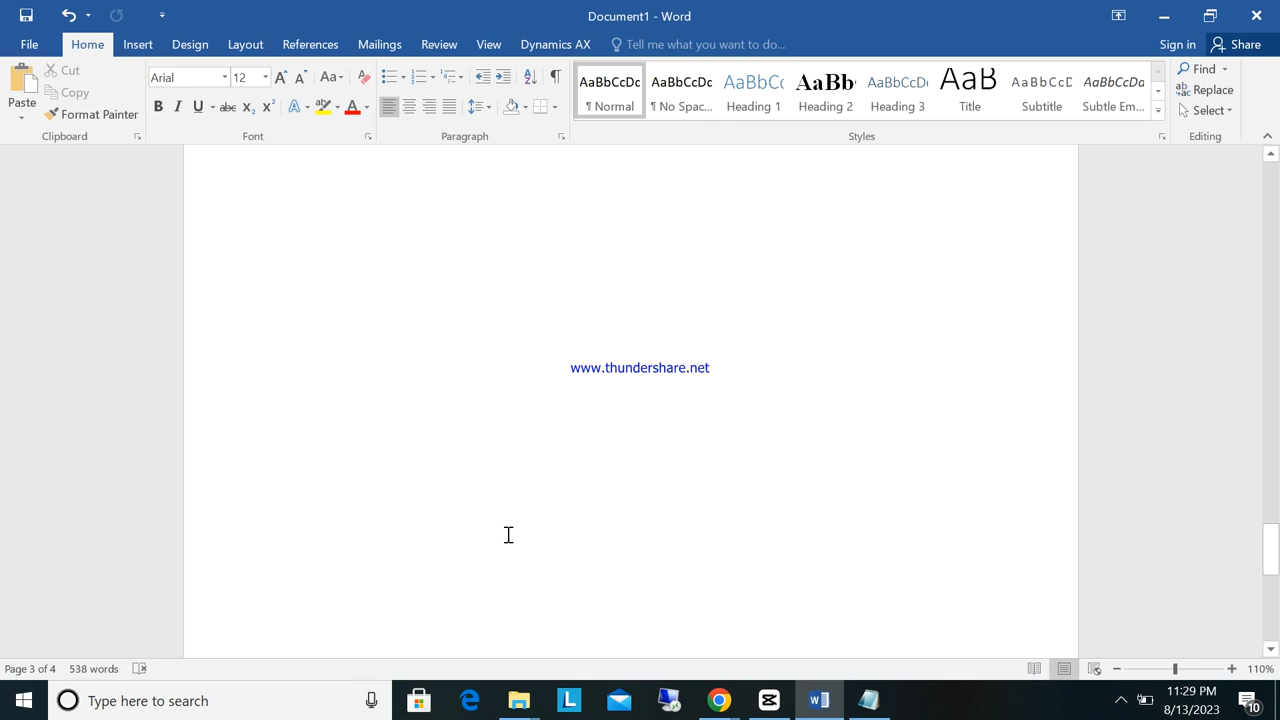 Document1 - Word
File Home Insert Design Layout References Mailings Review View Dynamics AX Tell me what you want to do... Sign in Share
Paste
Cut
Copy
Format Painter
Clipboard
Arial 12
Font
Paragraph
AaBbCcDc AaBbCcDc AaBbCc AaBbC AaBbCcDc AaB AaBbCcD AaBbCcDc
¶ Normal ¶ No Spac... Heading 1 Heading 2 Heading 3 Title Subtitle Subtle Em...
Styles
Find
Replace
Select
Editing
www.thundershare.net
Page 3 of 4 538 words 110%
Type here to search
11:29 PM
8/13/2023
10